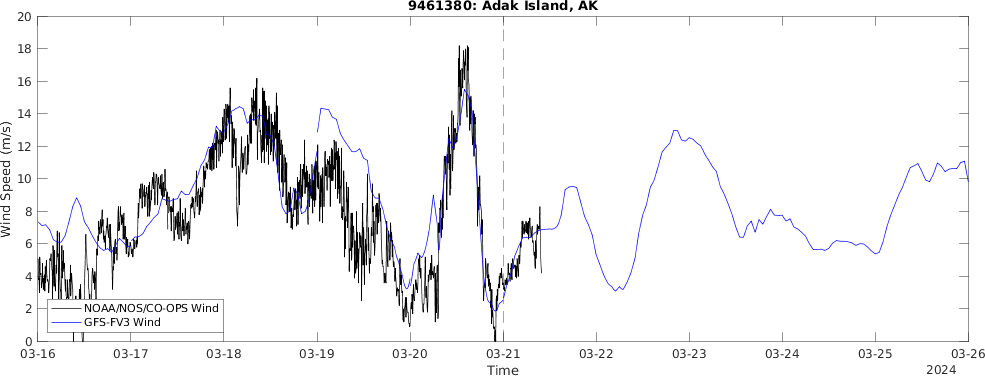 9461380: Adak Island, AK
Wind Speed (m/s)
20
18
16
14
12
10
8
6
4
2
0
NOAA/NOS/CO-OPS Wind
GFS-FV3 Wind
03-16 03-17 03-18 03-19 03-20 03-21 03-22 03-23 03-24 03-25 03-26
Time
2024